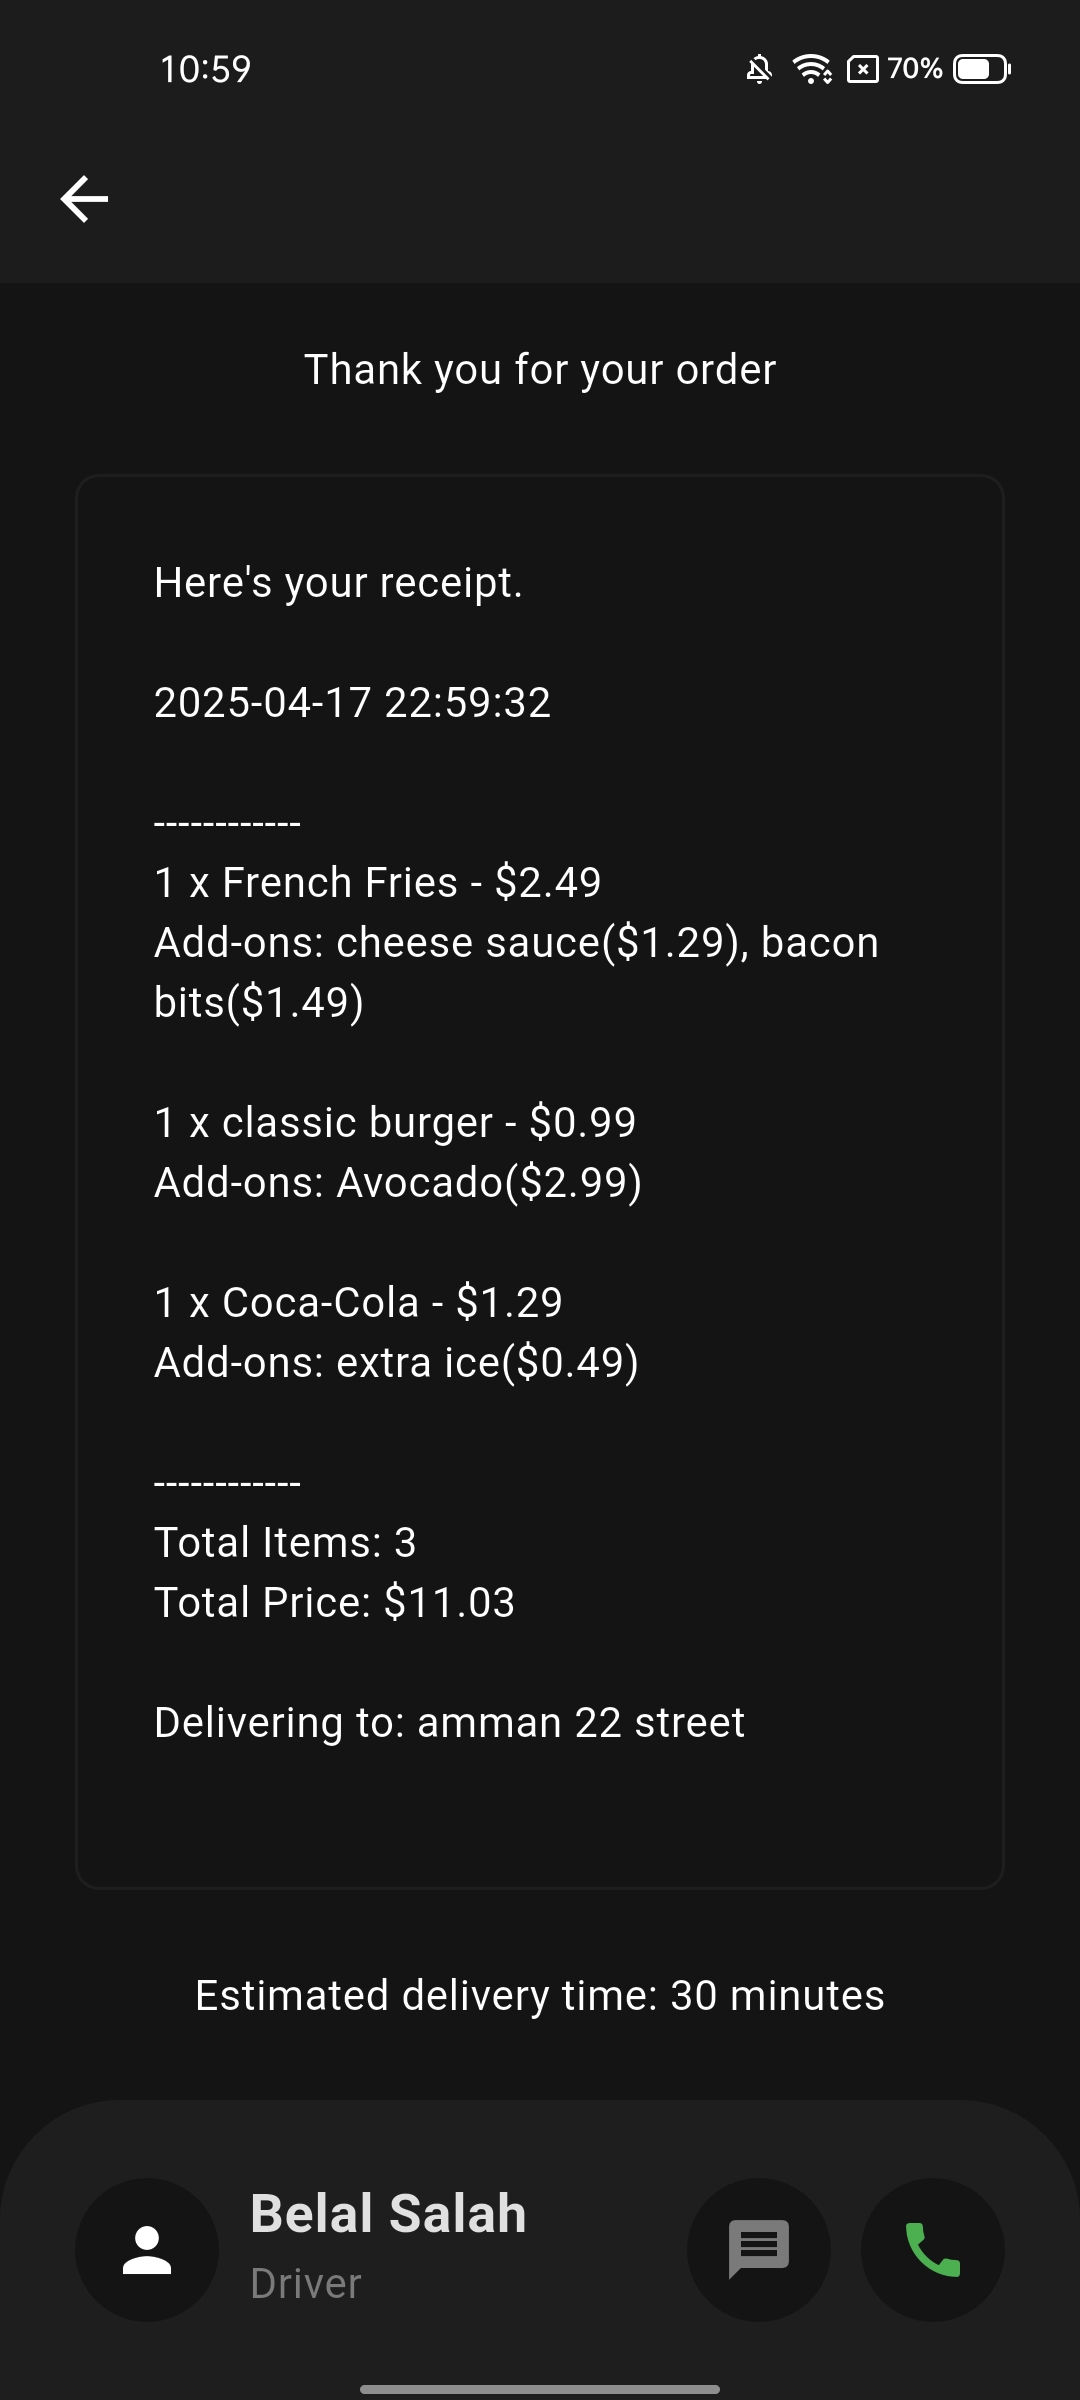 10:59
70%
Thank you for your order
Here's your receipt.
2025-04-17 22:59:32
------------
1 x French Fries - $2.49
Add-ons: cheese sauce($1.29), bacon
bits($1.49)
1 x classic burger - $0.99
Add-ons: Avocado($2.99)
1 x Coca-Cola - $1.29
Add-ons: extra ice($0.49)
------------
Total Items: 3
Total Price: $11.03
Delivering to: amman 22 street
Estimated delivery time: 30 minutes
Belal Salah
Driver